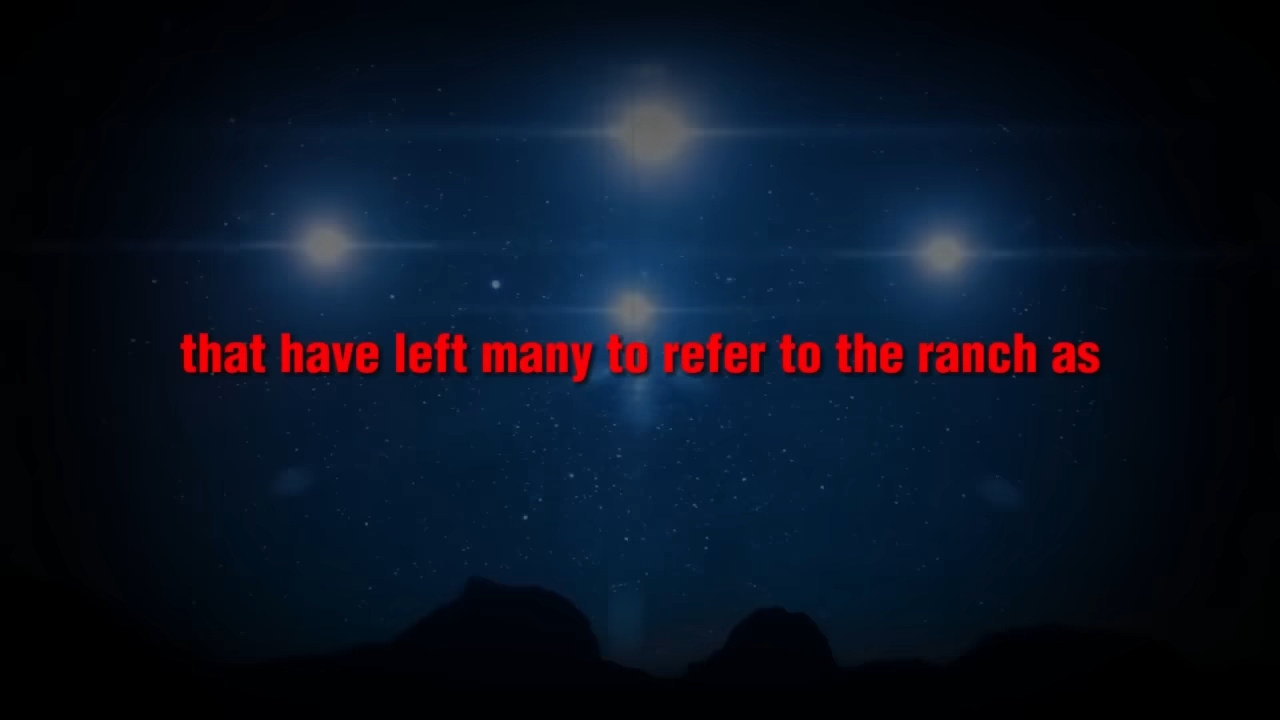 that have left many to refer to the ranch as